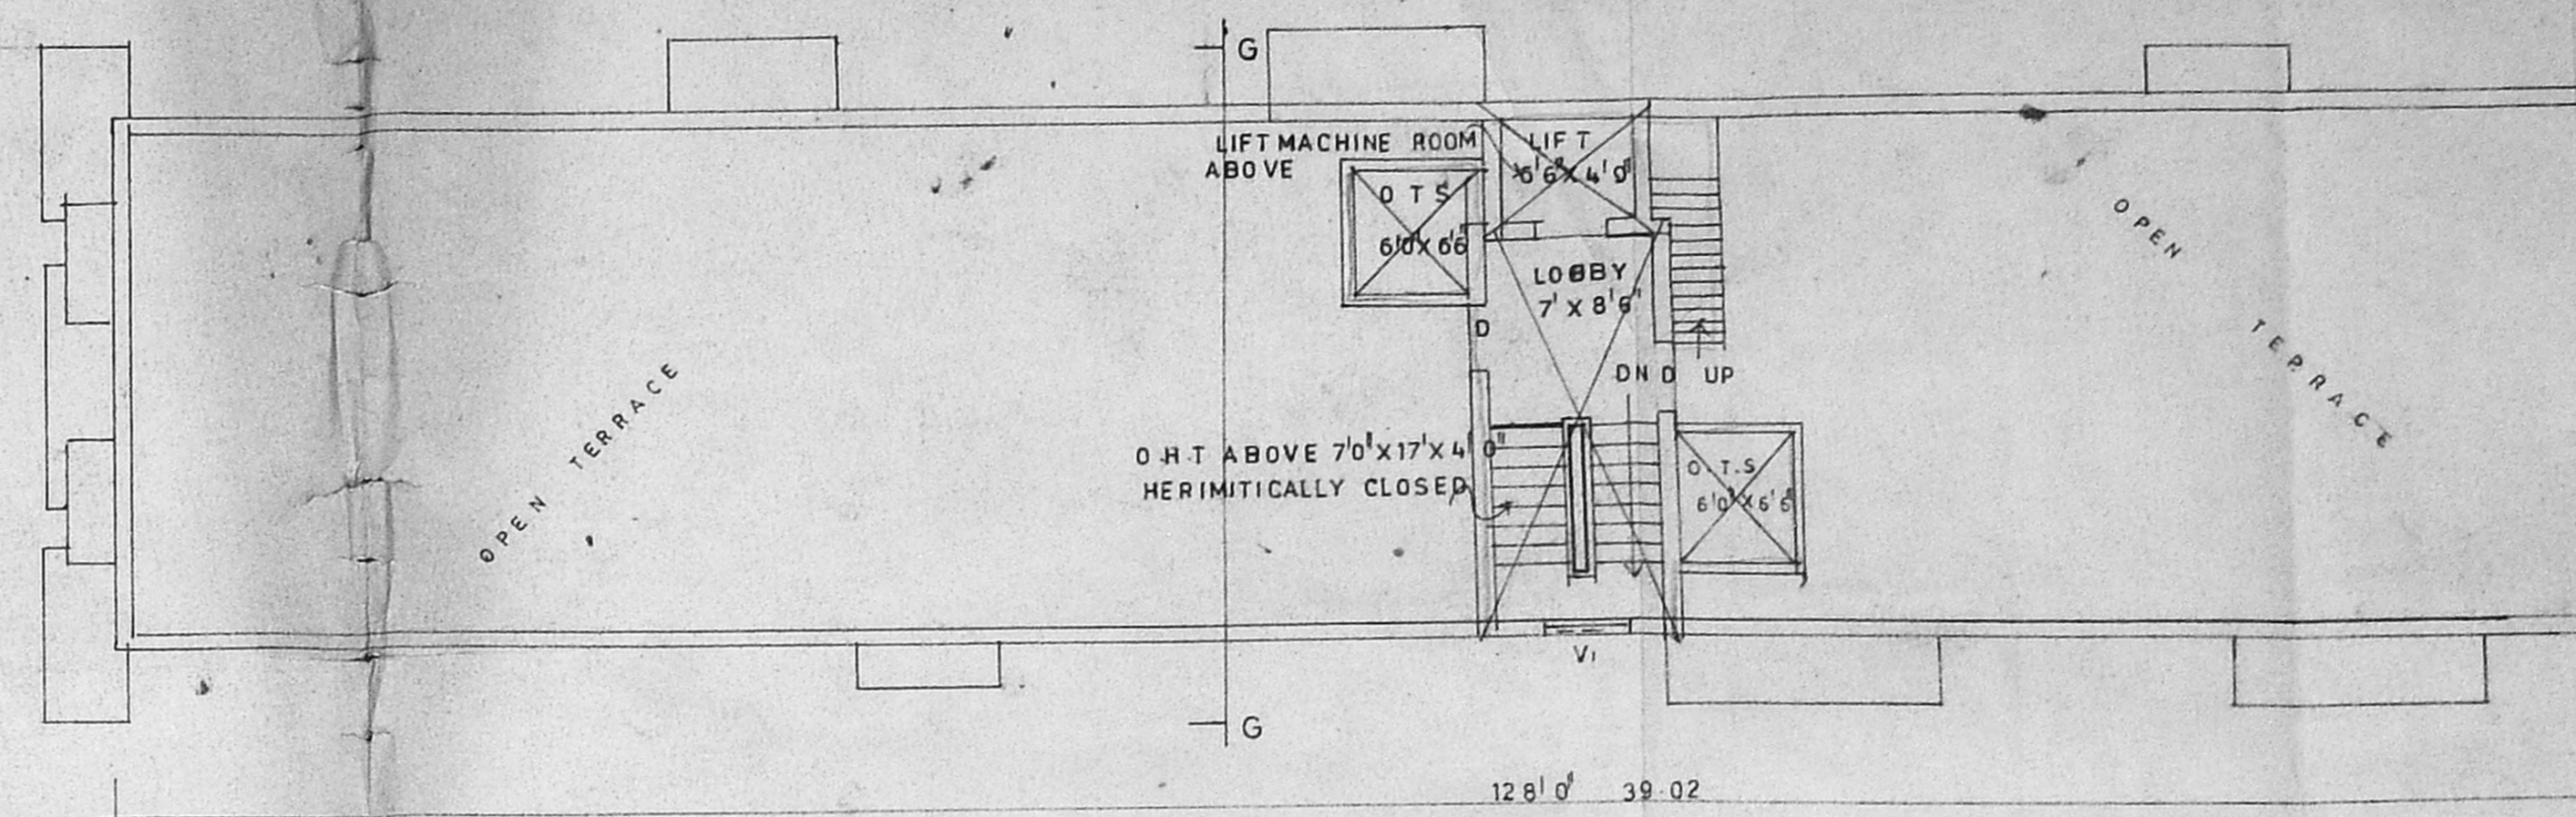 G
LIFT MACHINE ROOM
ABOVE
LIFT
6'6"X4'0"
O T S
6'0"X6'6"
LOBBY
7' X 8'6"
D
DN D UP
OPEN TERRACE
OPEN TERRACE
O.H.T ABOVE 7'0"X17'X4'0"
HERIMITICALLY CLOSED
O.T.S
6'0"X6'6"
V1
G
128'0" 39.02